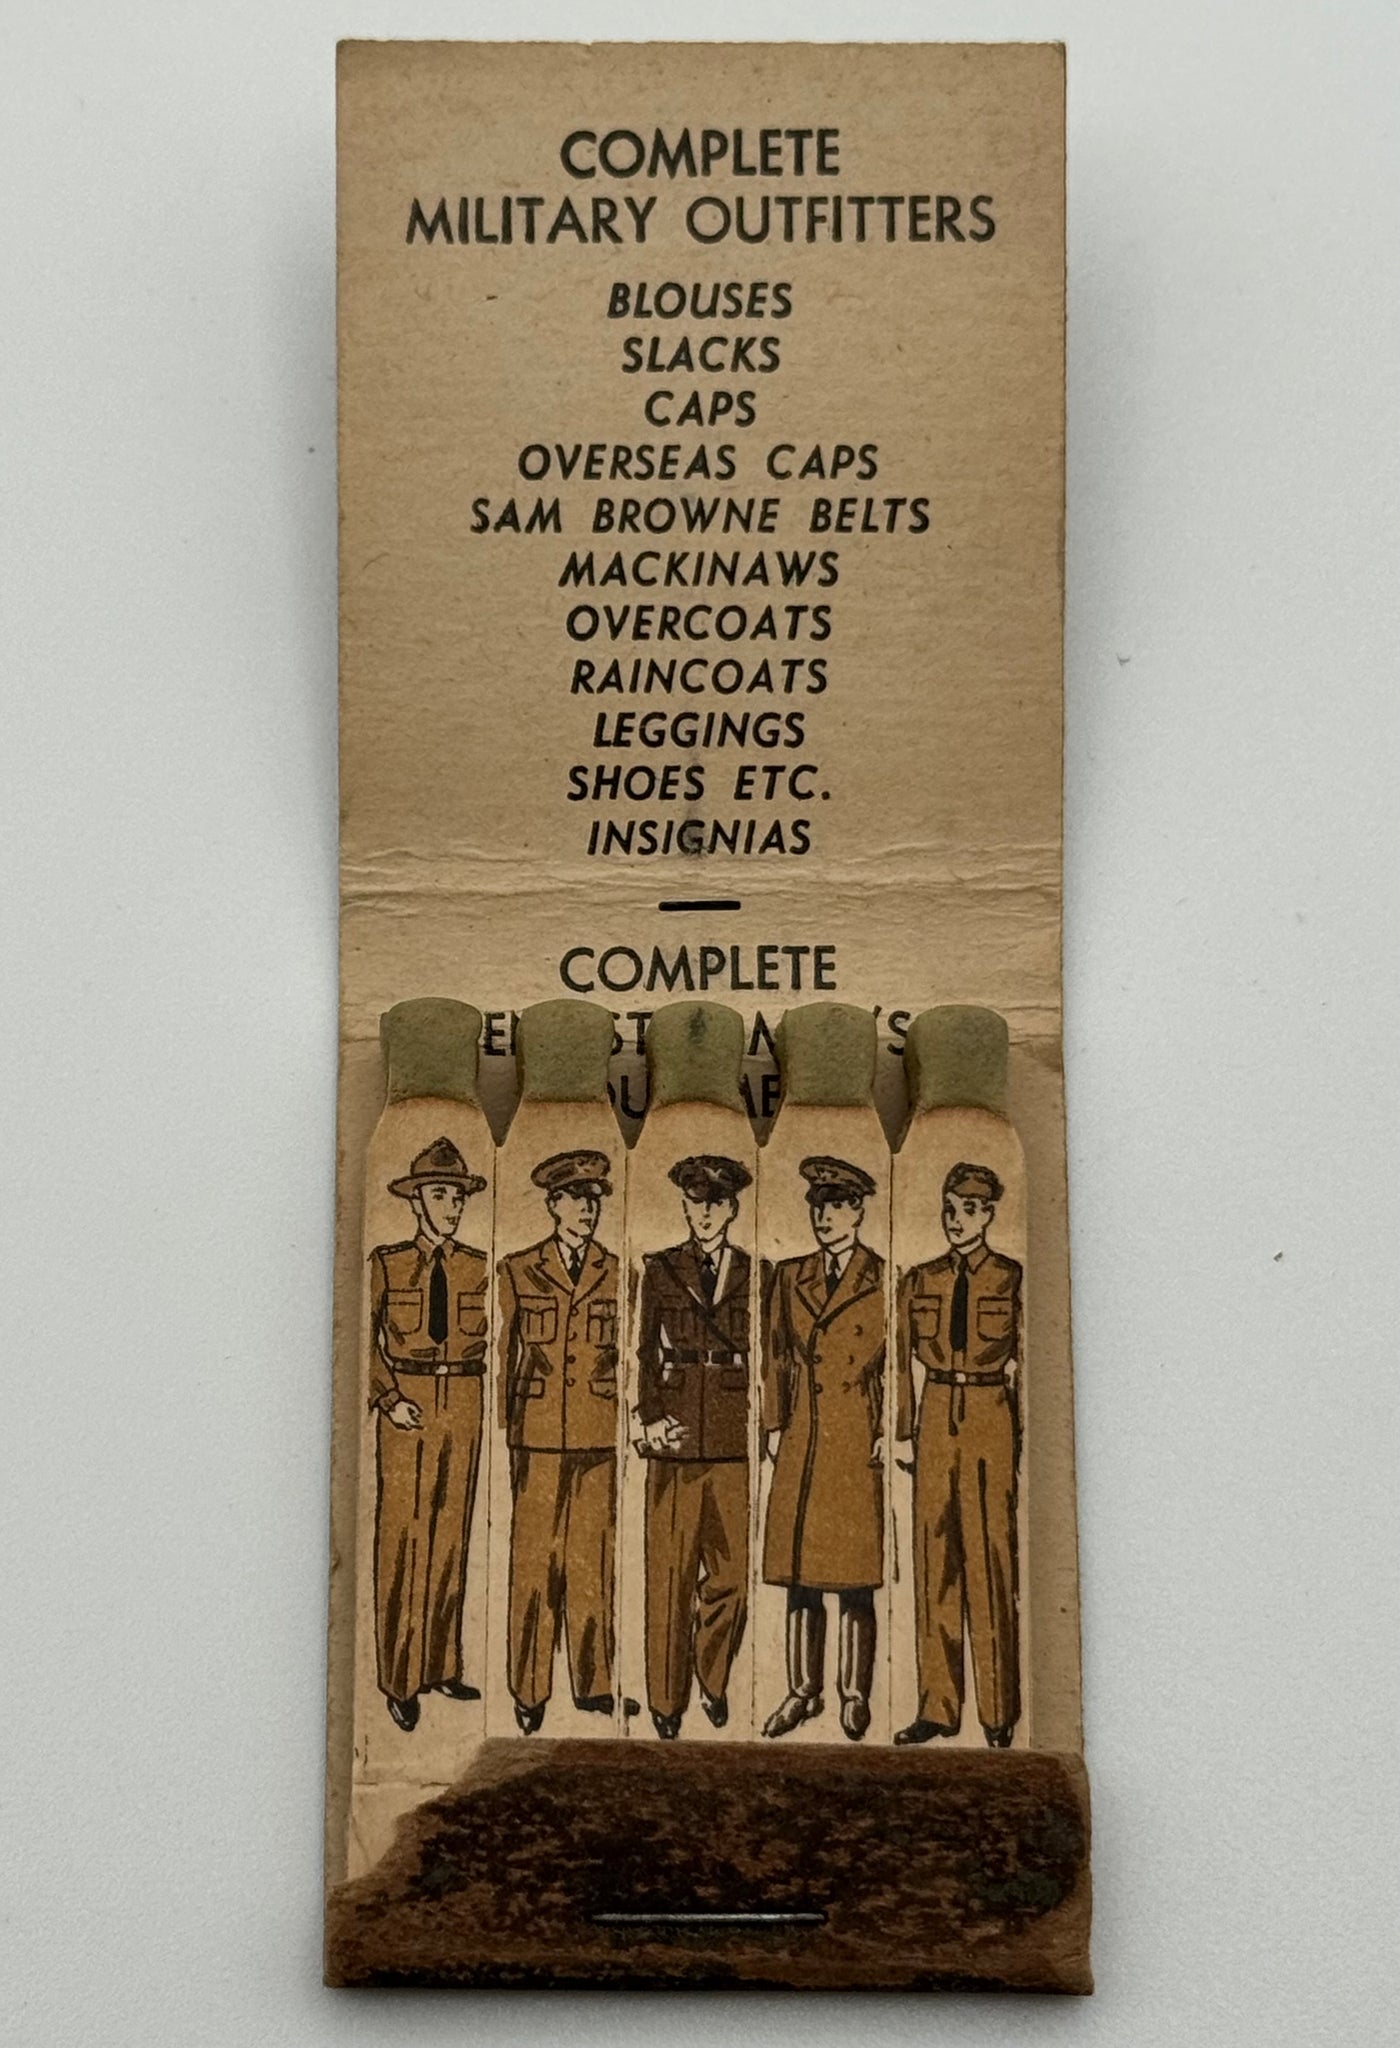 COMPLETE
MILITARY OUTFITTERS
BLOUSES
SLACKS
CAPS
OVERSEAS CAPS
SAM BROWNE BELTS
MACKINAWS
OVERCOATS
RAINCOATS
LEGGINGS
SHOES ETC.
INSIGNIAS
COMPLETE